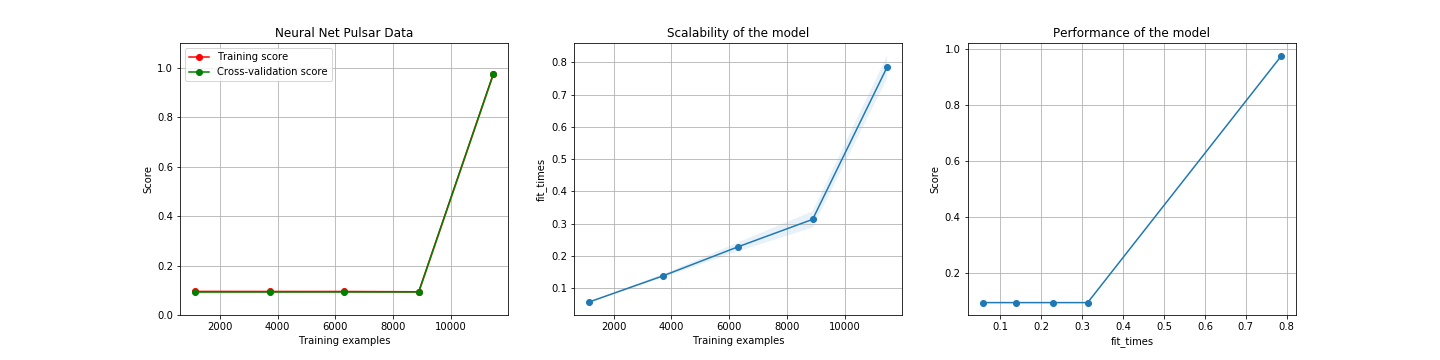 Neural Net Pulsar Data
Training score
Cross-validation score
1.0
0.8
0.6
0.4
0.2
0.0
Score
2000 4000 6000 8000 10000
Training examples
Scalability of the model
0.8
0.7
0.6
0.5
0.4
0.3
0.2
0.1
fit_times
2000 4000 6000 8000 10000
Training examples
Performance of the model
1.0
0.8
0.6
0.4
0.2
Score
0.1 0.2 0.3 0.4 0.5 0.6 0.7 0.8
fit_times